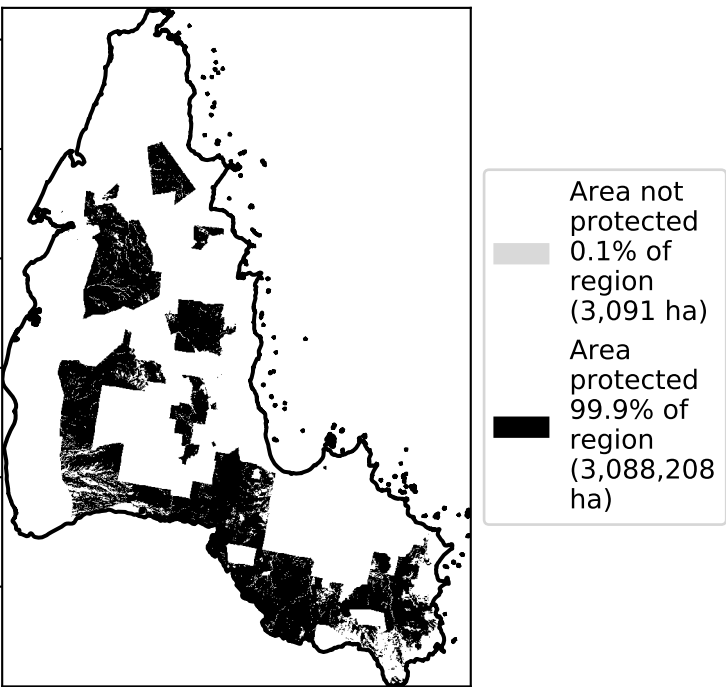 Area not
protected
0.1% of
region
(3,091 ha)
Area
protected
99.9% of
region
(3,088,208
ha)